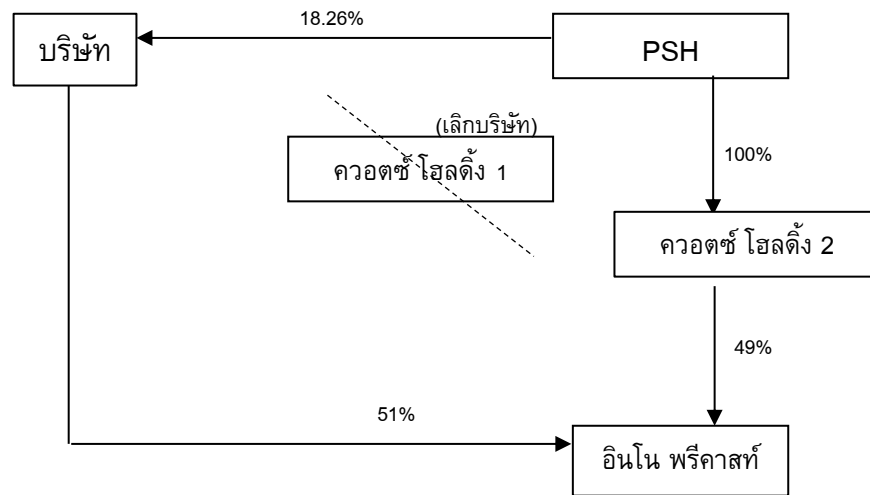 18.26%
บริษัท
PSH
(เลิกบริษัท)
ควอตซ์ โฮลดิ้ง 1
100%
ควอตซ์ โฮลดิ้ง 2
49%
51%
อินโน พรีคาสท์